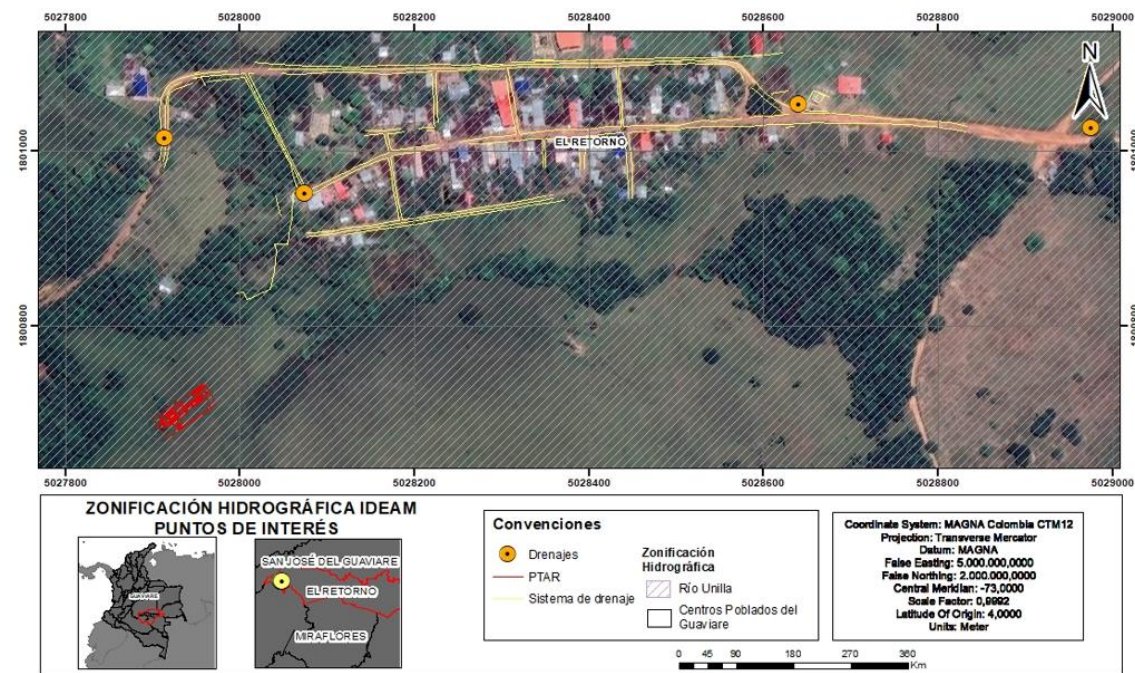 5027800 5028000 5028200 5028400 5028600 5028800 5029000
N
1801000
EL RETORNO
1801000
1800800
1800800
5027800 5028000 5028200 5028400 5028600 5028800 5029000
ZONIFICACIÓN HIDROGRÁFICA IDEAM
PUNTOS DE INTERÉS
GUAVIARE
SAN JOSÉ DEL GUAVIARE
EL RETORNO
MIRAFLORES
Convenciones
Drenajes
PTAR
Sistema de drenaje
Zonificación
Hidrográfica
Río Unilla
Centros Poblados del
Guaviare
Coordinate System: MAGNA Colombia CTM12
Projection: Transverse Mercator
Datum: MAGNA
False Easting: 5.000.000,0000
False Northing: 2.000.000,0000
Central Meridian: -73,0000
Scale Factor: 0,9992
Latitude Of Origin: 4,0000
Units: Meter
0 45 90 180 270 360
Km